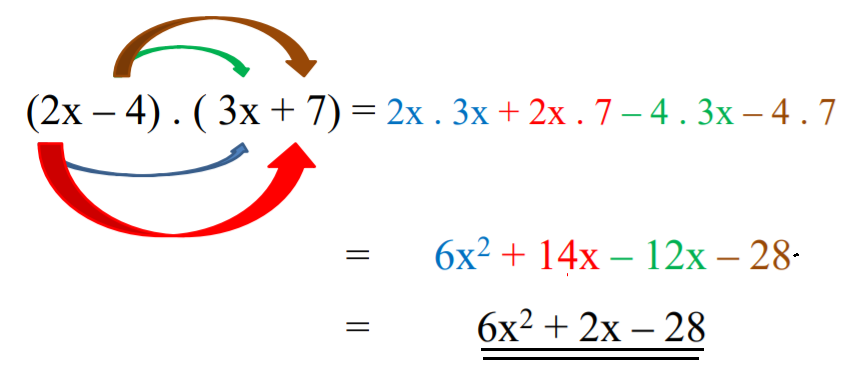 (2x – 4) . ( 3x + 7) = 2x . 3x + 2x . 7 – 4 . 3x – 4 . 7
= 6x² + 14x – 12x – 28
= 6x² + 2x – 28